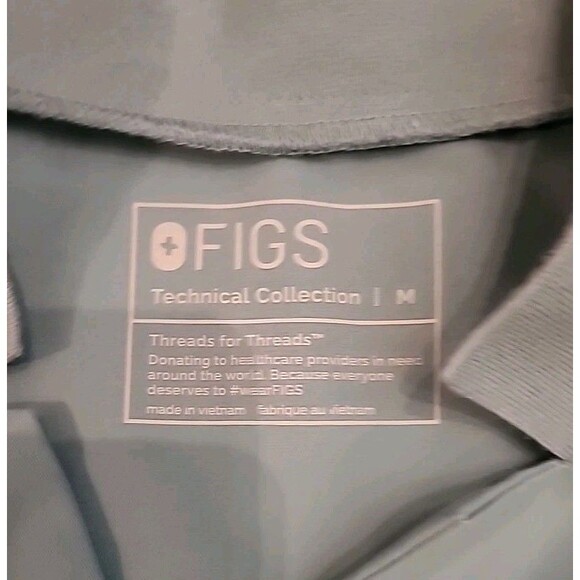 FIGS
Technical Collection | M
Threads for Threads™
Donating to healthcare providers in need
around the world. Because everyone
deserves to #wearFIGS
made in vietnam fabriqué au vietnam